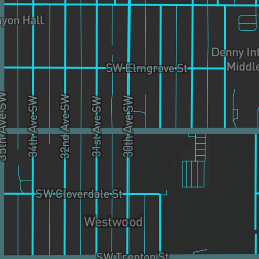 yon Hall
Denny Int
Middle
SW Elmgrove St
35th Ave SW
34th Ave SW
32nd Ave SW
31st Ave SW
30th Ave SW
SW Cloverdale St
Westwood
SW Trenton St